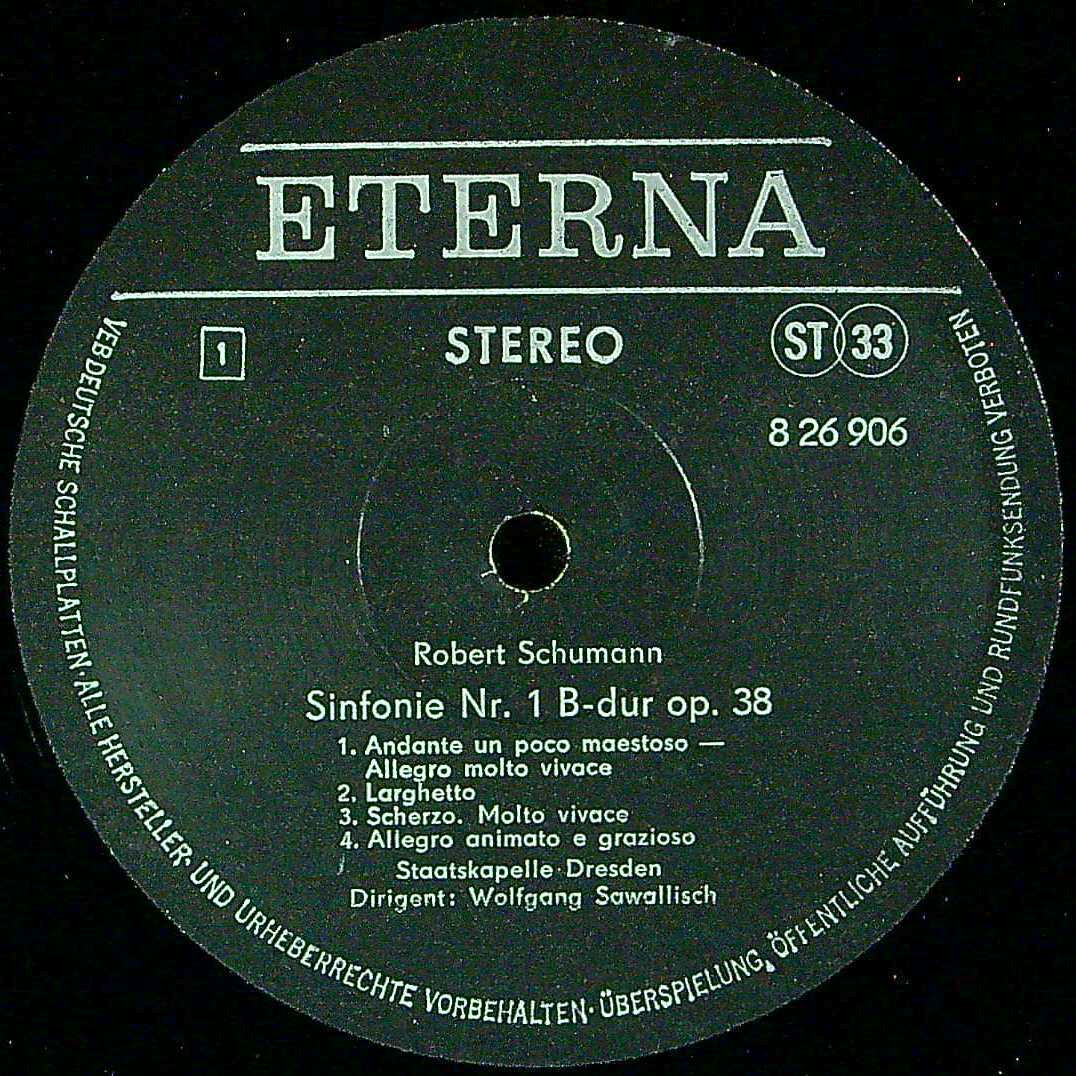 ETERNA
1 STEREO ST 33
8 26 906
Robert Schumann
Sinfonie Nr. 1 B-dur op. 38
1. Andante un poco maestoso —
Allegro molto vivace
2. Larghetto
3. Scherzo. Molto vivace
4. Allegro animato e grazioso
Staatskapelle Dresden
Dirigent: Wolfgang Sawallisch
VEB DEUTSCHE SCHALLPLATTEN · ALLE HERSTELLER- UND URHEBERRECHTE VORBEHALTEN · ÜBERSPIELUNG, ÖFFENTLICHE AUFFÜHRUNG UND RUNDFUNKSENDUNG VERBOTEN